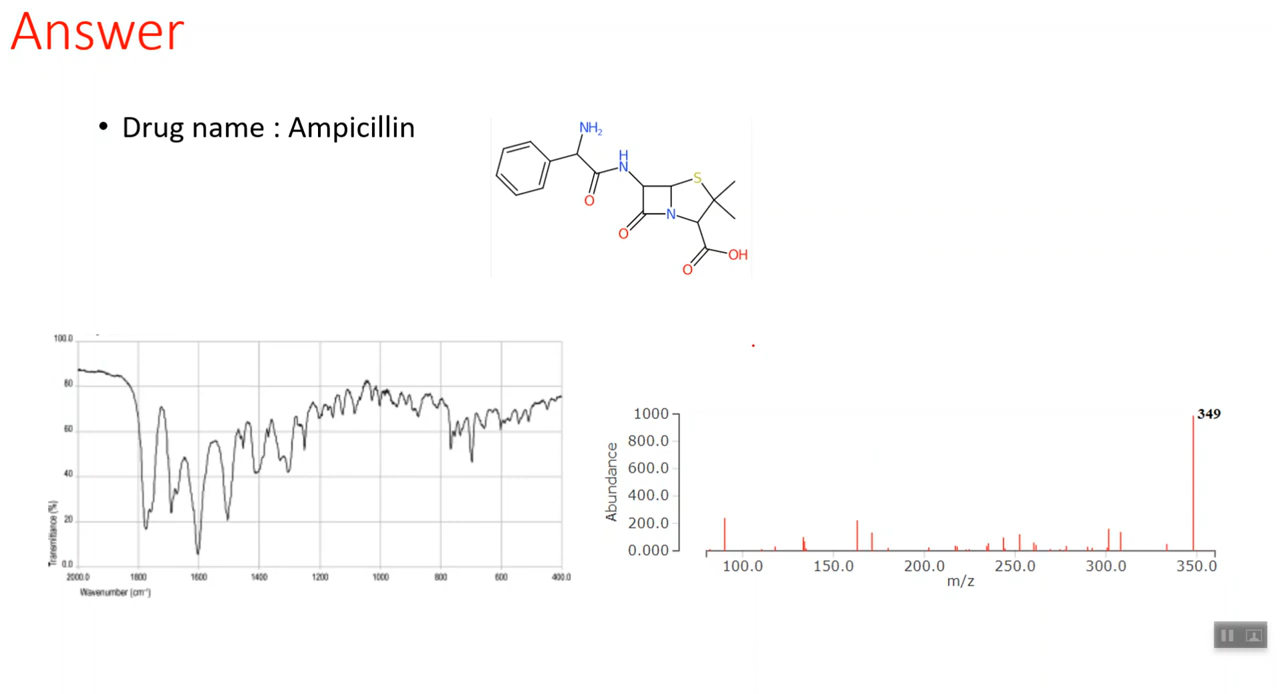 Answer
• Drug name : Ampicillin
NH₂
H
N
O
S
N
O
O
OH
100.0
80
60
40
20
0.0
Transmittance (%)
2000.0 1800 1600 1400 1200 1000 800 600 400.0
Wavenumber (cm⁻¹)
349
1000
800.0
600.0
400.0
200.0
0.000
Abundance
100.0 150.0 200.0 250.0 300.0 350.0
m/z